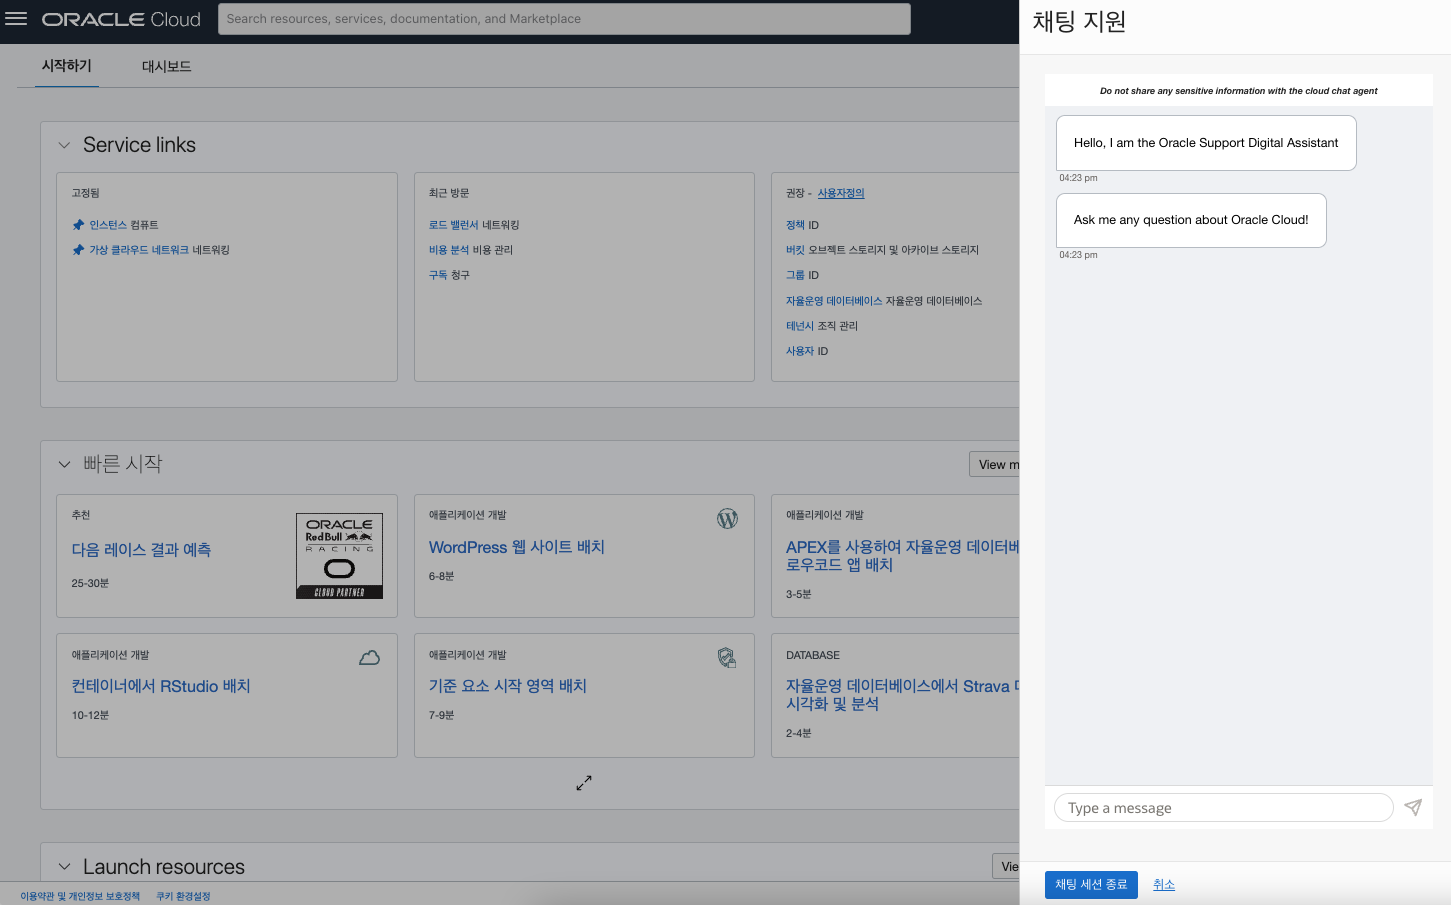 ORACLE Cloud
Search resources, services, documentation, and Marketplace
시작하기
대시보드
Service links
고정됨
인스턴스 컴퓨트
가상 클라우드 네트워크 네트워킹
최근 방문
로드 밸런서 네트워킹
비용 분석 비용 관리
구독 청구
권장 - 사용자정의
정책 ID
버킷 오브젝트 스토리지 및 아카이브 스토리지
그룹 ID
자율운영 데이터베이스 자율운영 데이터베이스
테넌시 조직 관리
사용자 ID
빠른 시작
View m
추천
다음 레이스 결과 예측
25-30분
ORACLE
Red Bull
RACING
CLOUD PARTNER
애플리케이션 개발
WordPress 웹 사이트 배치
6-8분
애플리케이션 개발
APEX를 사용하여 자율운영 데이터베
로우코드 앱 배치
3-5분
애플리케이션 개발
컨테이너에서 RStudio 배치
10-12분
애플리케이션 개발
기준 요소 시작 영역 배치
7-9분
DATABASE
자율운영 데이터베이스에서 Strava
시각화 및 분석
2-4분
Launch resources
Vie
이용약관 및 개인정보 보호정책
쿠키 환경설정
채팅 지원
Do not share any sensitive information with the cloud chat agent
Hello, I am the Oracle Support Digital Assistant
04:23 pm
Ask me any question about Oracle Cloud!
04:23 pm
Type a message
채팅 세션 종료
취소